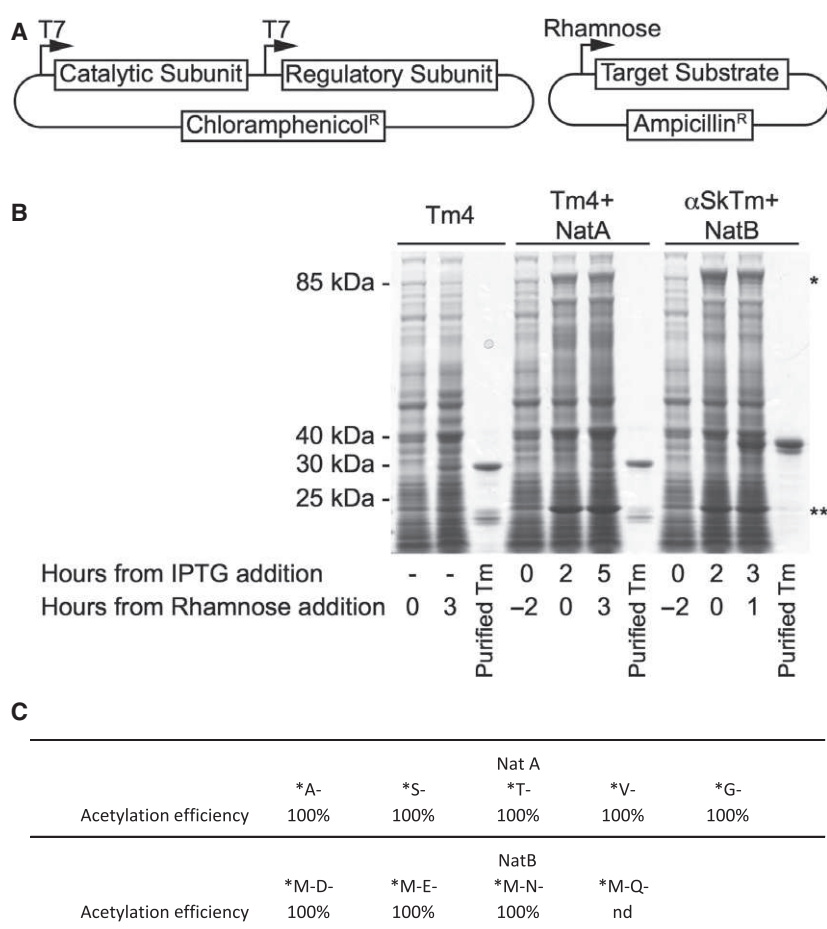 A
T7
T7
Rhamnose
Catalytic Subunit
Regulatory Subunit
Target Substrate
Chloramphenicolᴿ
Ampicillinᴿ
B
Tm4
Tm4+
NatA
αSkTm+
NatB
85 kDa -
*
40 kDa -
30 kDa -
25 kDa -
**
Hours from IPTG addition - - 0 2 5 0 2 3
Hours from Rhamnose addition 0 3 –2 0 3 –2 0 1
Purified Tm
Purified Tm
Purified Tm
C
Nat A
*A- *S- *T- *V- *G-
Acetylation efficiency 100% 100% 100% 100% 100%
NatB
*M-D- *M-E- *M-N- *M-Q-
Acetylation efficiency 100% 100% 100% nd